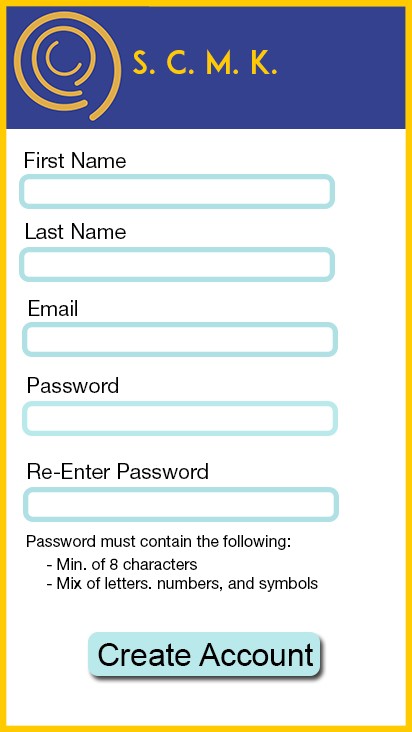 S. C. M. K.
First Name
Last Name
Email
Password
Re-Enter Password
Password must contain the following:
- Min. of 8 characters
- Mix of letters. numbers, and symbols
Create Account